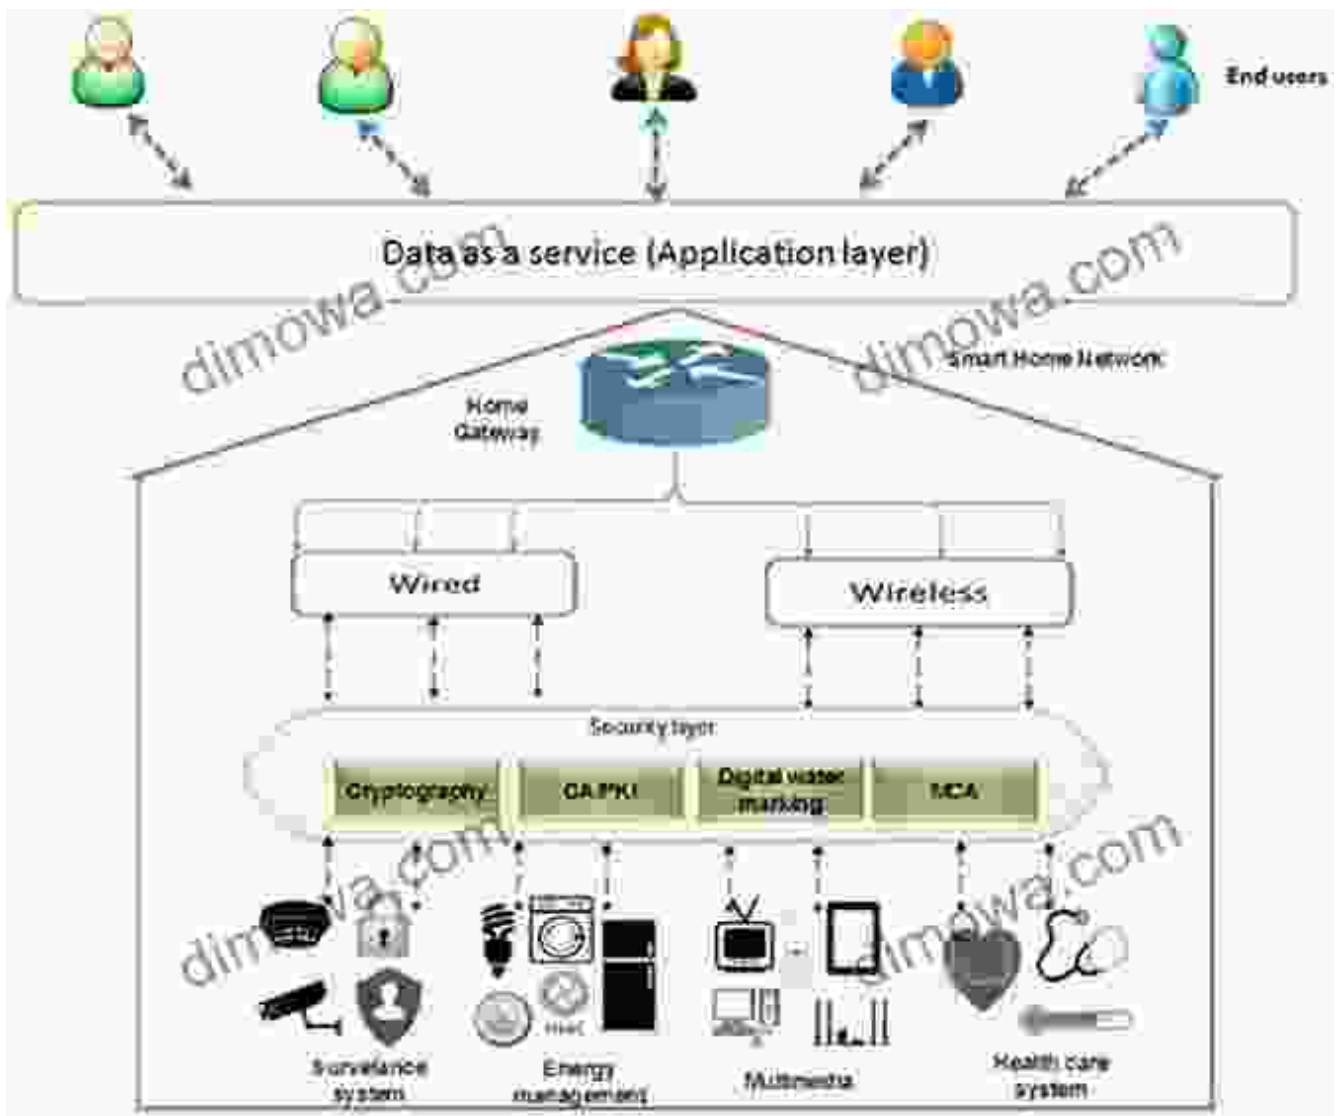 End users
Data as a service (Application layer)
dimowa.com
dimowa.com
Smart Home Network
Home
Gateway
Wired
Wireless
Security layer
Cryptography
CA/PKI
Digital water
marking
dimowa.com
dimowa.com
Energy
management
Multimedia
Health care
system
system